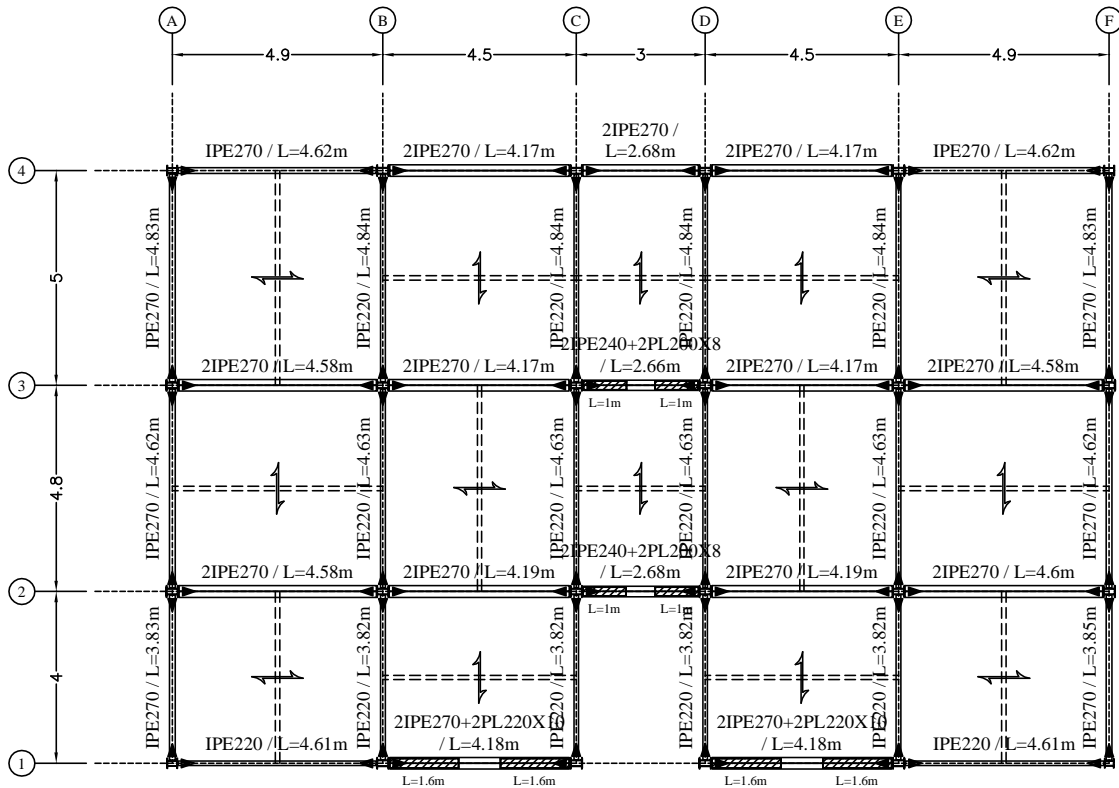 A B C D E F
4.9 4.5 3 4.5 4.9
2IPE270 /
IPE270 / L=4.62m 2IPE270 / L=4.17m L=2.68m 2IPE270 / L=4.17m IPE270 / L=4.62m
4
IPE270 / L=4.83m IPE220 / L=4.84m IPE220 / L=4.84m IPE220 / L=4.84m IPE220 / L=4.84m IPE270 / L=4.83m
5
2IPE240+2PL200X8
2IPE270 / L=4.58m 2IPE270 / L=4.17m / L=2.66m 2IPE270 / L=4.17m 2IPE270 / L=4.58m
3
L=1m L=1m
IPE270 / L=4.62m IPE220 / L=4.63m IPE220 / L=4.63m IPE220 / L=4.63m IPE220 / L=4.63m IPE270 / L=4.62m
4.8
2IPE240+2PL200X8
2IPE270 / L=4.58m 2IPE270 / L=4.19m / L=2.68m 2IPE270 / L=4.19m 2IPE270 / L=4.6m
2
L=1m L=1m
IPE270 / L=3.83m IPE220 / L=3.82m IPE220 / L=3.82m IPE220 / L=3.82m IPE220 / L=3.82m IPE270 / L=3.85m
4
2IPE270+2PL220X10 2IPE270+2PL220X10
IPE220 / L=4.61m / L=4.18m / L=4.18m IPE220 / L=4.61m
1
L=1.6m L=1.6m L=1.6m L=1.6m